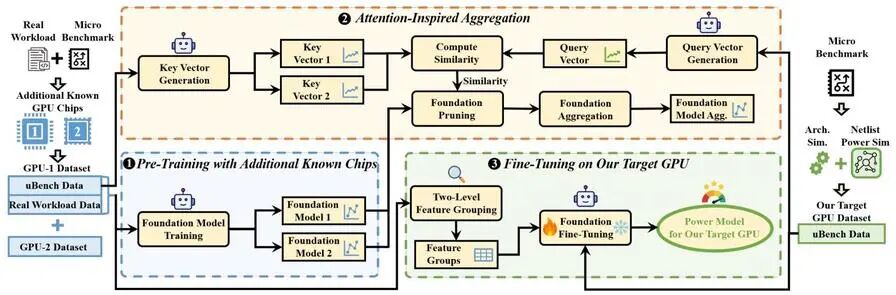 Real
Workload
Micro
Benchmark
Additional Known
GPU Chips
1
2
GPU-1 Dataset
uBench Data
Real Workload Data
GPU-2 Dataset
❷ Attention-Inspired Aggregation
Key Vector
Generation
Key
Vector 1
Key
Vector 2
Compute
Similarity
Query
Vector
Query Vector
Generation
Similarity
Foundation
Pruning
Foundation
Aggregation
Foundation
Model Agg.
❶ Pre-Training with Additional Known Chips
Foundation Model
Training
Foundation
Model 1
Foundation
Model 2
❸ Fine-Tuning on Our Target GPU
Two-Level
Feature Grouping
Feature
Groups
Foundation
Fine-Tuning
Power Model
for Our Target GPU
Micro
Benchmark
Arch.
Sim.
Netlist
Power Sim
Our Target
GPU Dataset
uBench Data